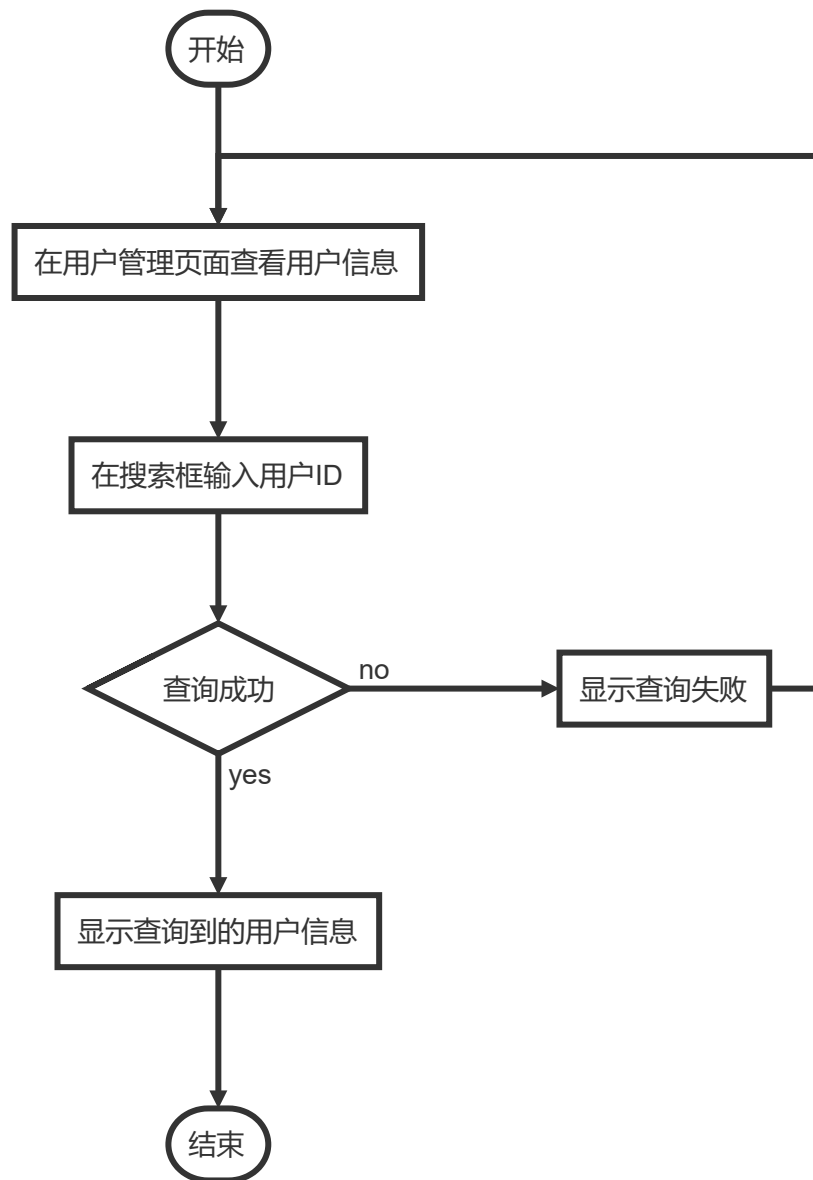 开始
在用户管理页面查看用户信息
在搜索框输入用户ID
查询成功
no
显示查询失败
yes
显示查询到的用户信息
结束